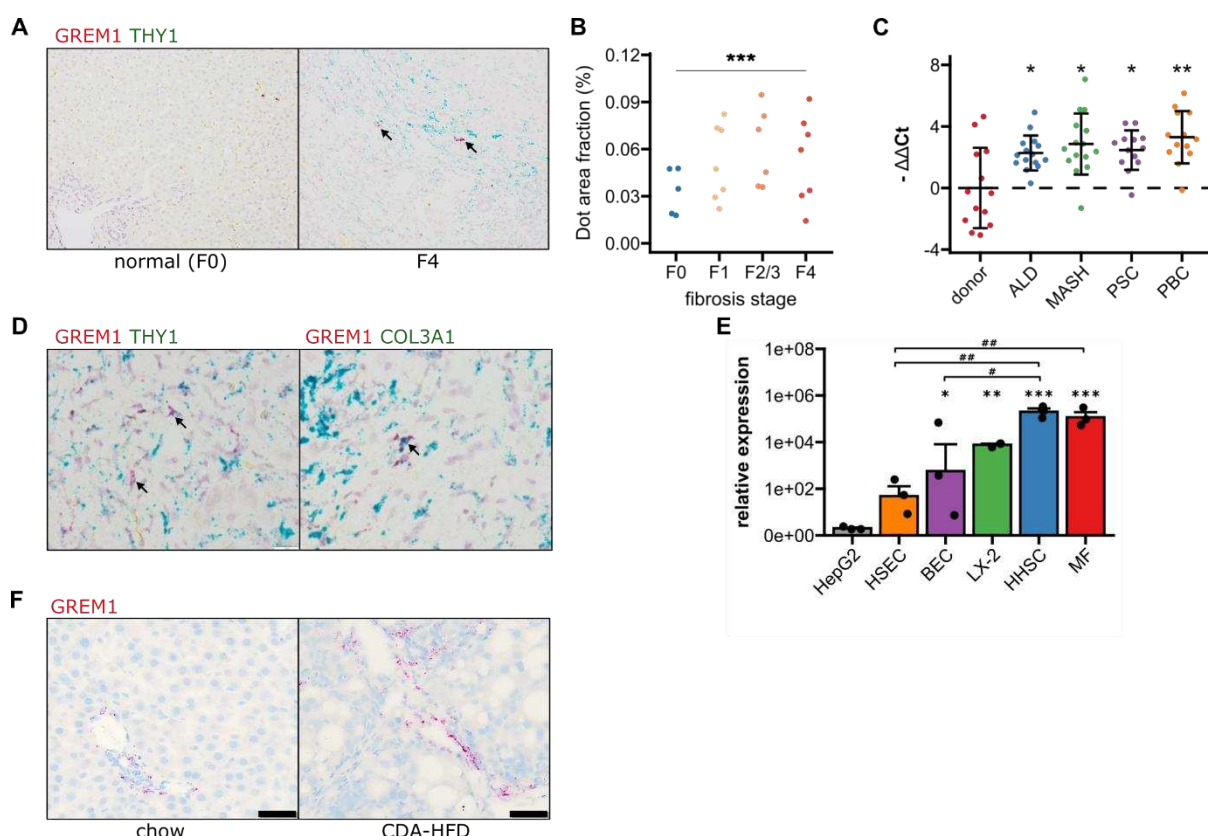 A
GREM1 THY1
normal (F0)
F4
B
Dot area fraction (%)
0.12
0.09
0.06
0.03
0.00
***
F0
F1
F2/3
F4
fibrosis stage
C
- ΔΔCt
8
4
0
-4
*
*
*
**
donor
ALD
MASH
PSC
PBC
D
GREM1 THY1
GREM1 COL3A1
E
relative expression
1e+08
1e+06
1e+04
1e+02
0e+00
##
##
#
*
**
***
***
HepG2
HSEC
BEC
LX-2
HHSC
MF
F
GREM1
chow
CDA-HFD